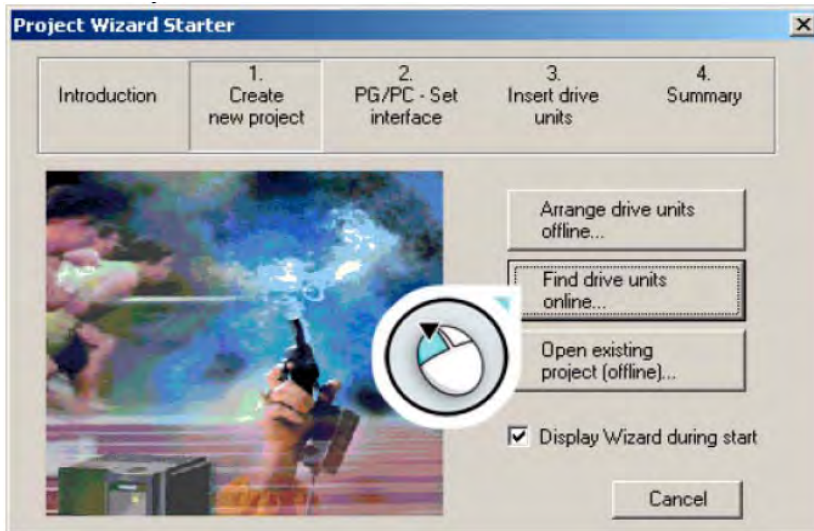 Project Wizard Starter
Introduction
1.
Create
new project
2.
PG/PC - Set
interface
3.
Insert drive
units
4.
Summary
Arrange drive units
offline...
Find drive units
online...
Open existing
project (offline)...
Display Wizard during start
Cancel